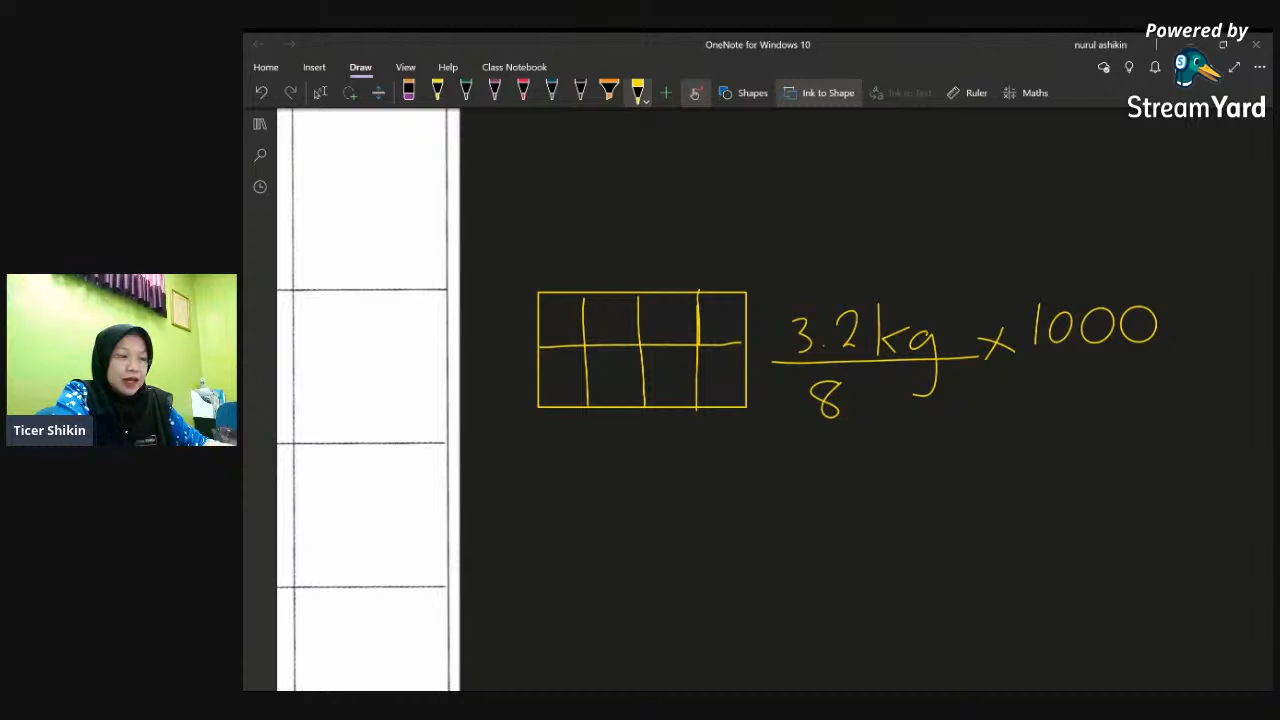 Powered by
StreamYard
OneNote for Windows 10
nurul ashikin
Home Insert Draw View Help Class Notebook
Shapes Ink to Shape Ink to Text Ruler Maths
3.2kg x 1000
8
Ticer Shikin